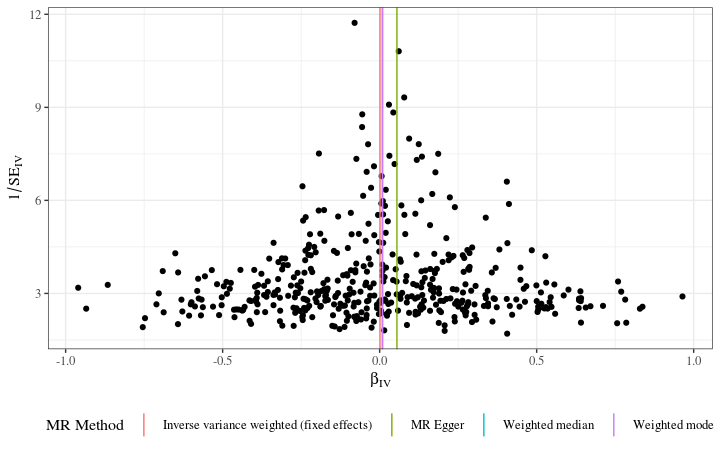 12
9
6
3
1/SE_IV
-1.0 -0.5 0.0 0.5 1.0
β_IV
MR Method Inverse variance weighted (fixed effects) MR Egger Weighted median Weighted mode